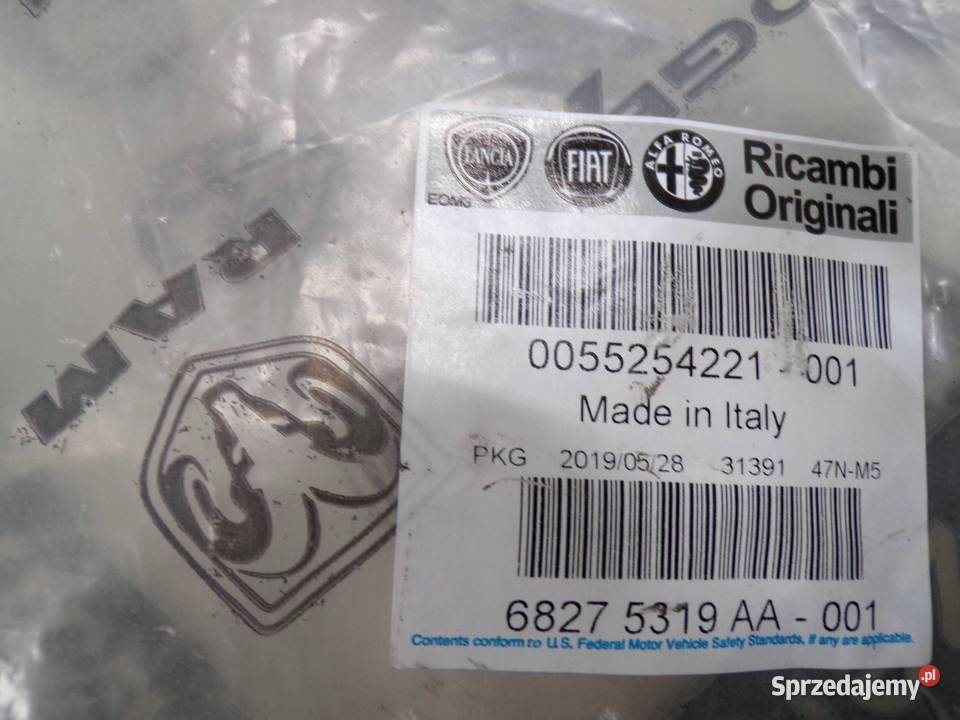 RAM
LANCIA
FIAT
ALFA ROMEO
Ricambi
Originali
EOMG
0055254221 - 001
Made in Italy
PKG 2019/05/28 31391 47N-M5
6827 5319 AA - 001
Contents conform to U.S. Federal Motor Vehicle Safety Standards, if any are applicable.
Sprzedajemy.pl